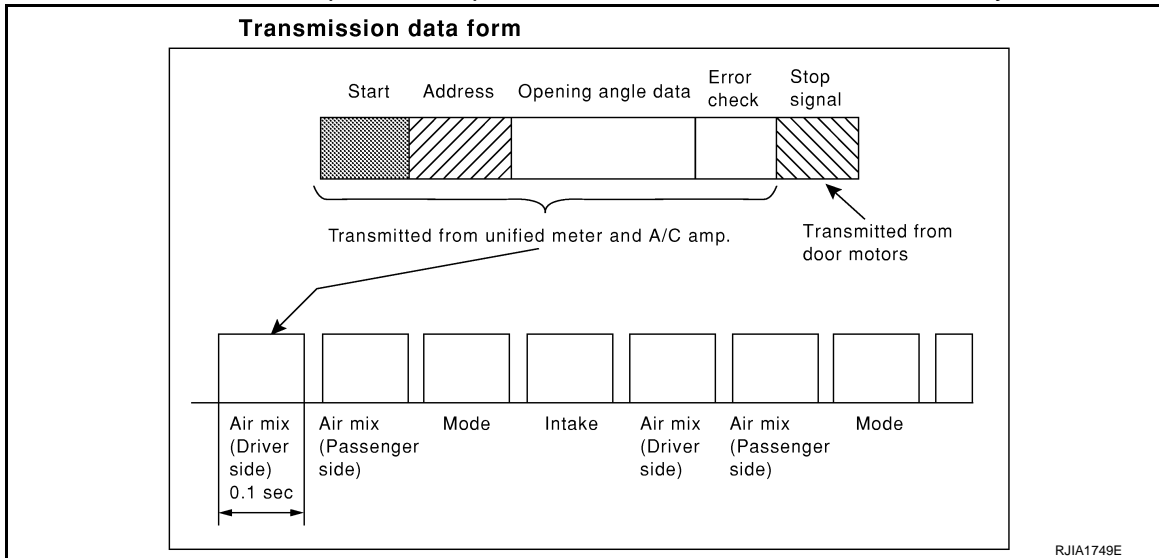 Transmission data form
Start
Address
Opening angle data
Error
check
Stop
signal
Transmitted from unified meter and A/C amp.
Transmitted from
door motors
Air mix
(Driver
side)
0.1 sec
Air mix
(Passenger
side)
Mode
Intake
Air mix
(Driver
side)
Air mix
(Passenger
side)
Mode
RJIA1749E